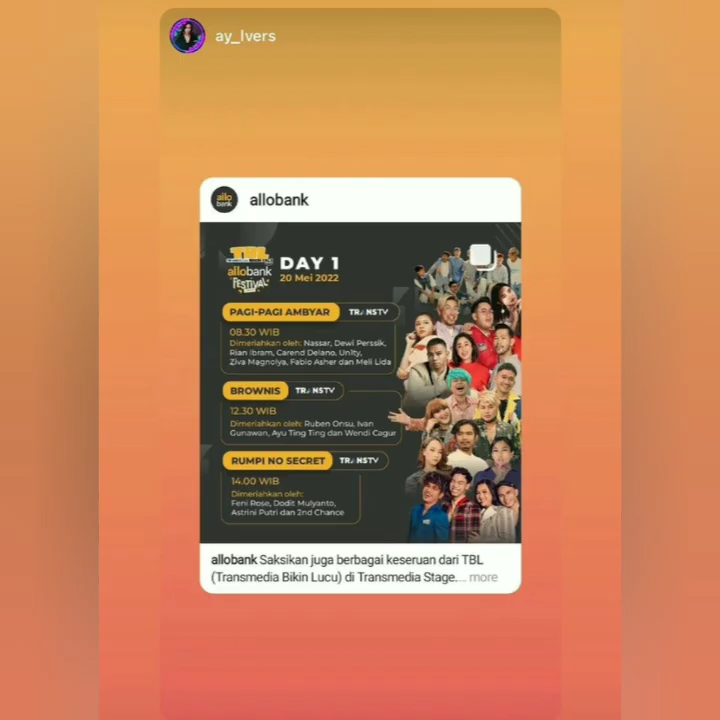 ay_lvers
allo
bank
allobank
TBL
allobank
FESTIVAL
DAY 1
20 Mei 2022
PAGI-PAGI AMBYAR TRANSTV
08.30 WIB
Dimeriahkan oleh: Nassar, Dewi Perssik,
Rian Ibram, Carend Delano, Un1ty,
Ziva Magnolya, Fabio Asher dan Meli Lida
BROWNIS TRANSTV
12.30 WIB
Dimeriahkan oleh: Ruben Onsu, Ivan
Gunawan, Ayu Ting Ting dan Wendi Cagur
RUMPI NO SECRET TRANSTV
14.00 WIB
Dimeriahkan oleh:
Feni Rose, Dodit Mulyanto,
Astrini Putri dan 2nd Chance
allobank Saksikan juga berbagai keseruan dari TBL
(Transmedia Bikin Lucu) di Transmedia Stage.... more